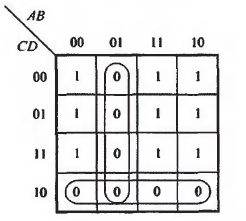 AB
CD
00 01 11 10
00 1 0 1 1
01 1 0 1 1
11 1 0 1 1
10 0 0 0 0